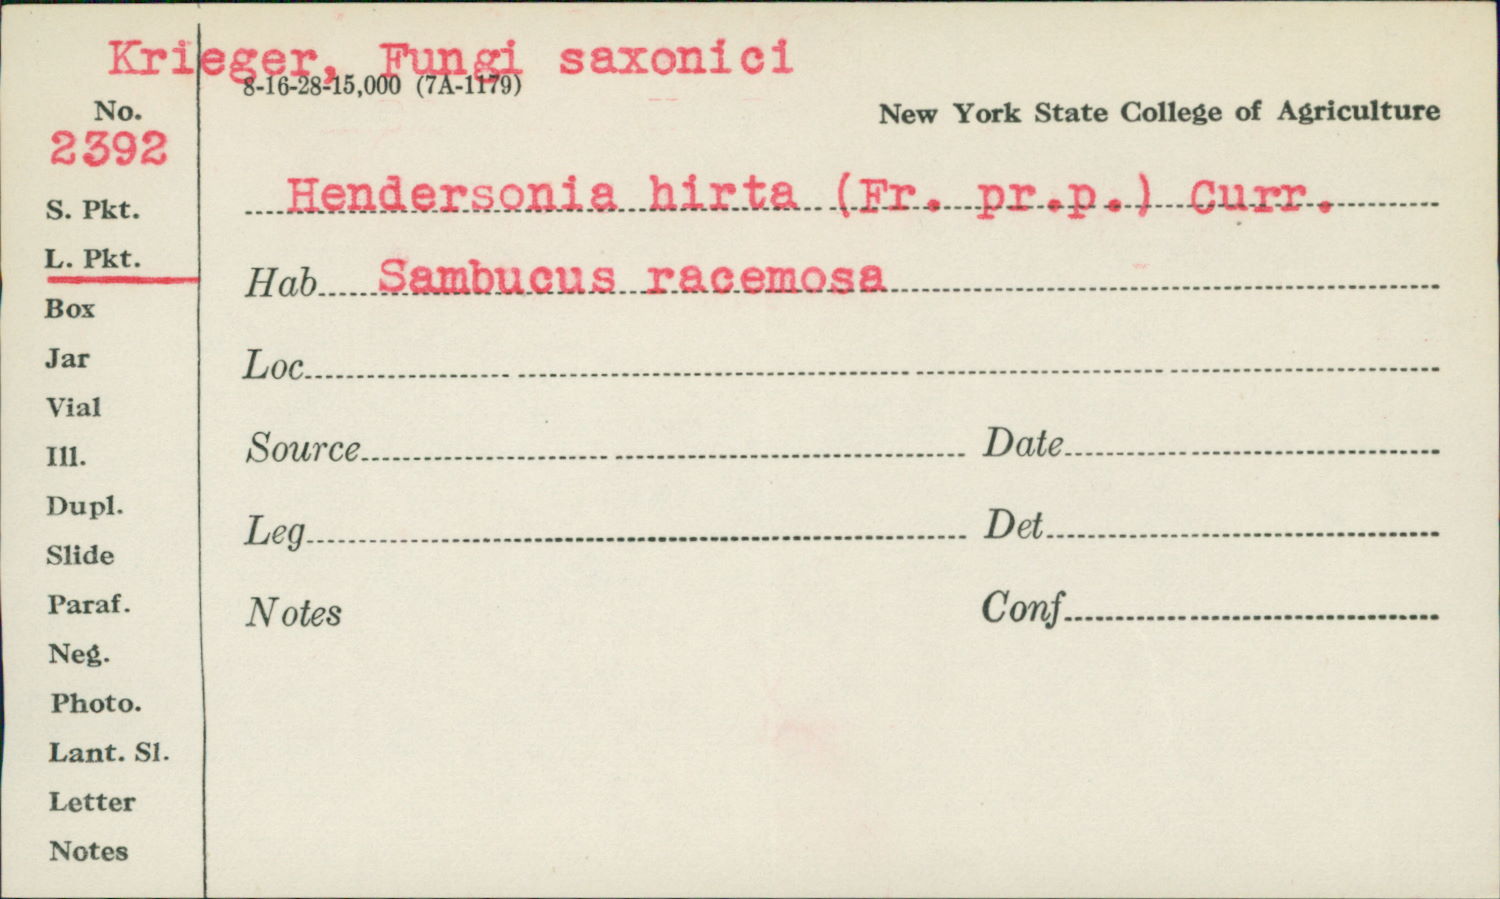 Krieger, Fungi saxonici
8-16-28-15,000 (7A-1179)
No.
2392
New York State College of Agriculture
S. Pkt.
Hendersonia hirta (Fr. pr.p.) Curr.
L. Pkt.
Hab. Sambucus racemosa
Box
Jar
Loc.
Vial
Ill.
Source
Date
Dupl.
Slide
Leg
Det
Paraf.
Notes
Conf
Neg.
Photo.
Lant. Sl.
Letter
Notes